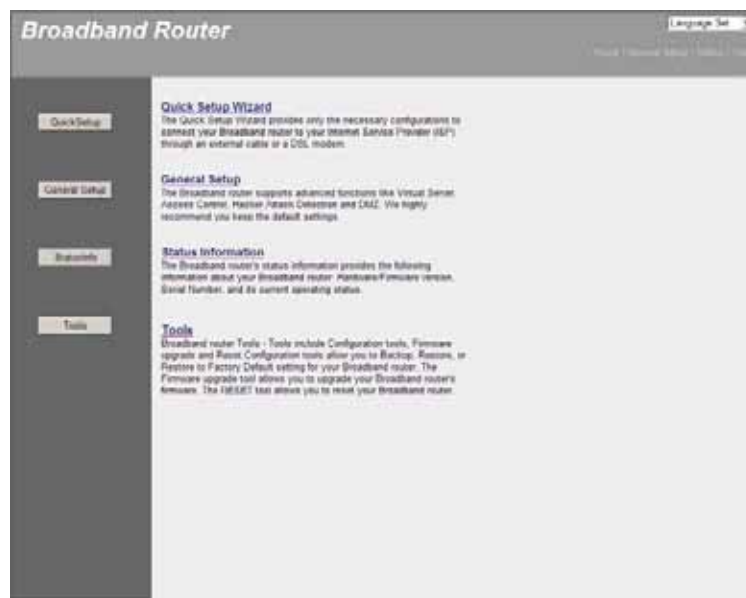 Broadband Router
Language Set
QuickSetup
General Setup
StatusInfo
Tools
Quick Setup Wizard
The Quick Setup Wizard provides only the necessary configurations to
connect your Broadband router to your Internet Service Provider (ISP)
through an external cable or a DSL modem.
General Setup
The Broadband router supports advanced functions like Virtual Server,
Access Control, Hacker Attack Detection and DMZ. We highly
recommend you keep the default settings.
Status Information
The Broadband router's status information provides the following
information about your Broadband router: Hardware/Firmware version,
Serial Number, and its current operating status.
Tools
Broadband router Tools - Tools include Configuration tools, Firmware
upgrade and Reset. Configuration tools allow you to Backup, Restore, or
Restore to Factory Default setting for your Broadband router. The
Firmware upgrade tool allows you to upgrade your Broadband router's
firmware. The RESET tool allows you to reset your Broadband router.